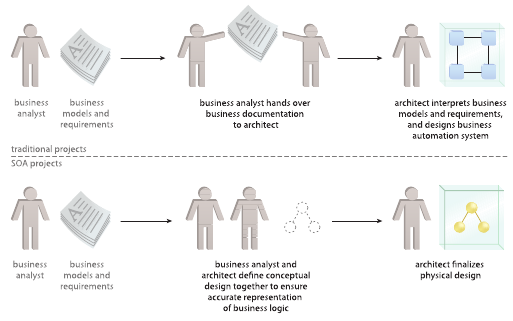 business
analyst
business
models and
requirements
business analyst hands over
business documentation
to architect
architect interprets business
models and requirements,
and designs business
automation system
traditional projects
SOA projects
business
analyst
business
models and
requirements
business analyst and
architect define conceptual
design together to ensure
accurate representation
of business logic
architect finalizes
physical design